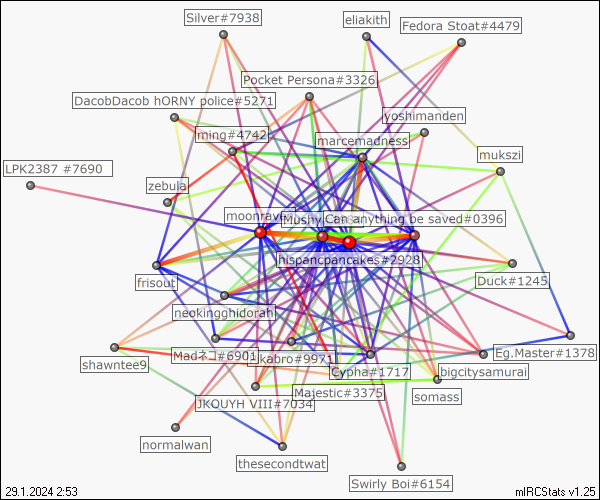 Silver#7938
eliakith
Fedora Stoat#4479
Pocket Persona#3326
DacobDacob hORNY police#5271
yoshimanden
ming#4742
marcemadness
mukszi
LPK2387 #7690
zebula
Mushy
Can anything be saved#0396
hispancpancakes#2928
frisout
Duck#1245
neokingghidorah
Madネコ#6901
kabro#9971
Eg.Master#1378
shawntee9
Cypha#1717
bigcitysamurai
Majestic#3375
somass
JKOUYH VIII#7034
normalwan
thesecondtwat
Swirly Boi#6154
29.1.2024 2:53
mIRCStats v1.25